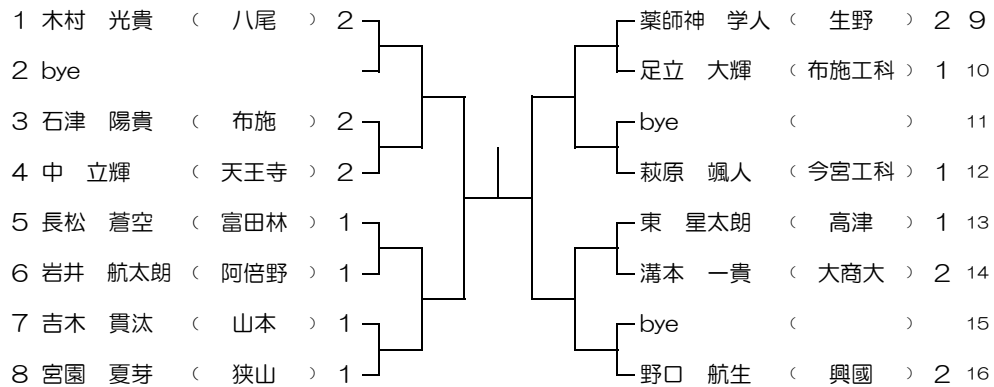 1 木村 光貴 （ 八尾 ） 2
2 bye
3 石津 陽貴 （ 布施 ） 2
4 中 立輝 （ 天王寺 ） 2
5 長松 蒼空 （ 富田林 ） 1
6 岩井 航太朗 （ 阿倍野 ） 1
7 吉木 貫汰 （ 山本 ） 1
8 宮園 夏芽 （ 狭山 ） 1
薬師神 学人 （ 生野 ） 2 9
足立 大輝 （ 布施工科 ） 1 10
bye （ ） 11
萩原 颯人 （ 今宮工科 ） 1 12
東 星太朗 （ 高津 ） 1 13
溝本 一貴 （ 大商大 ） 2 14
bye （ ） 15
野口 航生 （ 興國 ） 2 16